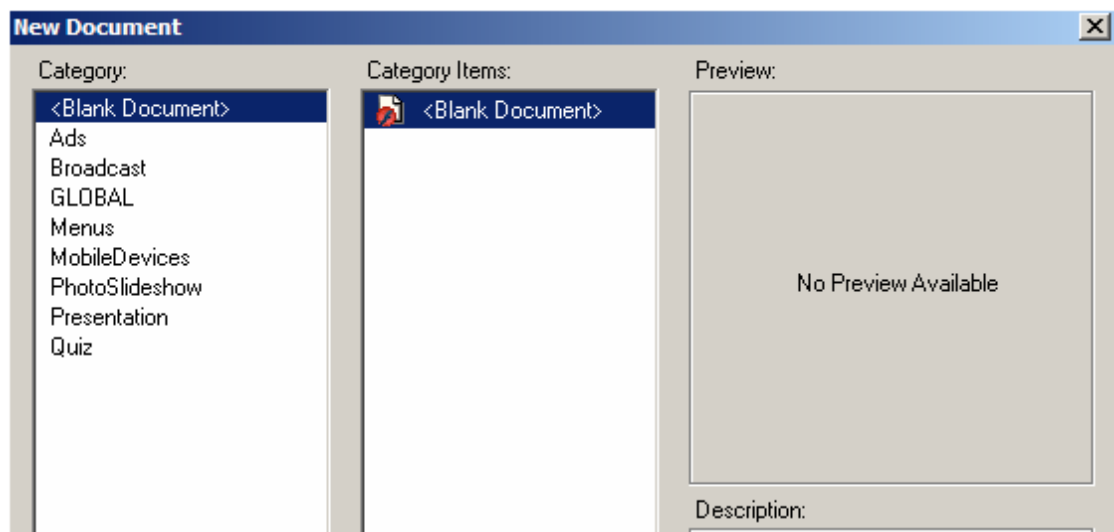 New Document
Category:
<Blank Document>
Ads
Broadcast
GLOBAL
Menus
MobileDevices
PhotoSlideshow
Presentation
Quiz
Category Items:
<Blank Document>
Preview:
No Preview Available
Description: